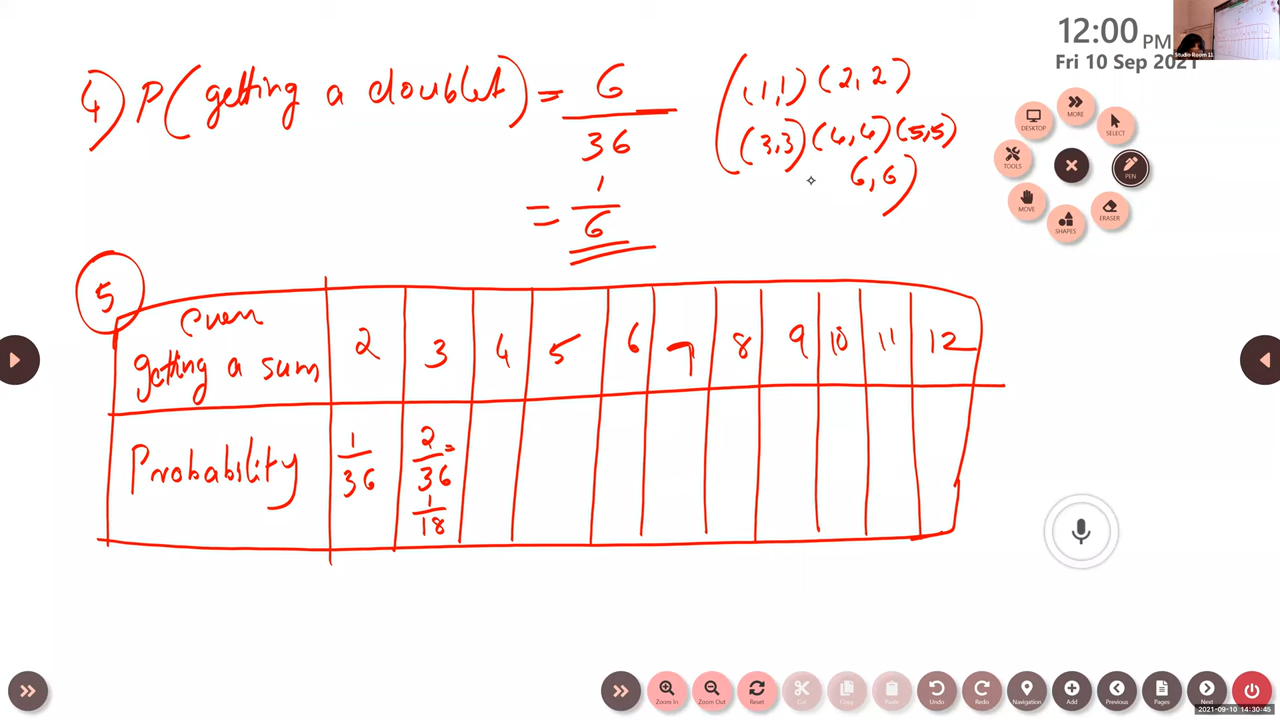 12:00 PM
Fri 10 Sep 2021
Studio Room 11
4) P(getting a doublet) = 6/36
= 1/6
(1,1) (2,2)
(3,3) (4,4) (5,5)
6,6)
DESKTOP
MORE
SELECT
TOOLS
PEN
MOVE
SHAPES
ERASER
5
even
getting a sum 2 3 4 5 6 7 8 9 10 11 12
Probability 1/36 2/36 =
1/18
Zoom In Zoom Out Reset Cut Copy Paste Undo Redo Navigation Add Previous Pages Next
2021-09-10 14:30:45